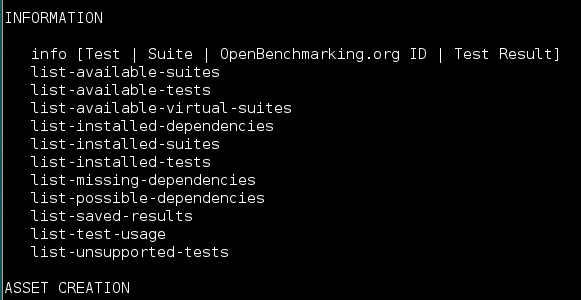 INFORMATION
info [Test | Suite | OpenBenchmarking.org ID | Test Result]
list-available-suites
list-available-tests
list-available-virtual-suites
list-installed-dependencies
list-installed-suites
list-installed-tests
list-missing-dependencies
list-possible-dependencies
list-saved-results
list-test-usage
list-unsupported-tests
ASSET CREATION